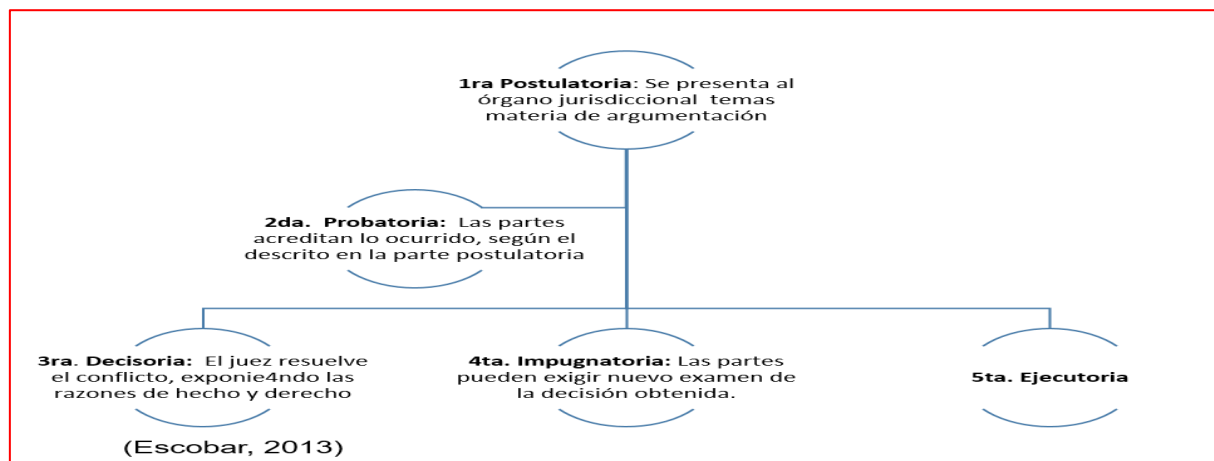 1ra Postulatoria: Se presenta al
órgano jurisdiccional temas
materia de argumentación
2da. Probatoria: Las partes
acreditan lo ocurrido, según el
descrito en la parte postulatoria
3ra. Decisoria: El juez resuelve
el conflicto, exponie4ndo las
razones de hecho y derecho
4ta. Impugnatoria: Las partes
pueden exigir nuevo examen de
la decisión obtenida.
5ta. Ejecutoria
(Escobar, 2013)